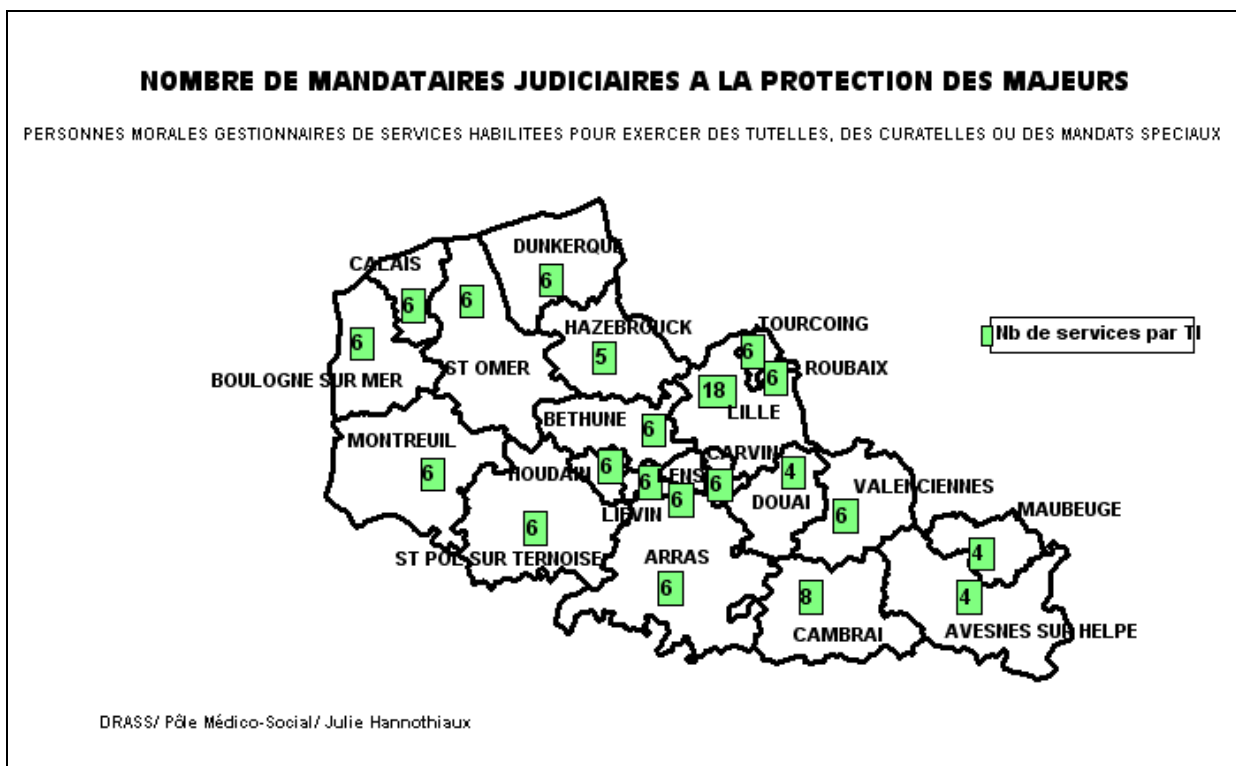 NOMBRE DE MANDATAIRES JUDICIAIRES A LA PROTECTION DES MAJEURS
PERSONNES MORALES GESTIONNAIRES DE SERVICES HABILITEES POUR EXERCER DES TUTELLES, DES CURATELLES OU DES MANDATS SPECIAUX
DUNKERQUE
6
CALAIS
6
6
ST OMER
BOULOGNE SUR MER
6
HAZEBROUCK
5
TOURCOING
6
ROUBAIX
6
18
LILLE
Nb de services par TI
BETHUNE
6
MONTREUIL
6
HOUDAIN
6
LIEVIN
6
LENS
6
CARVIN
6
4
DOUAI
VALENCIENNES
6
MAUBEUGE
4
6
ST POL SUR TERNOISE
ARRAS
6
8
CAMBRAI
4
AVESNES SUR HELPE
DRASS/ Pôle Médico-Social/ Julie Hannothiaux